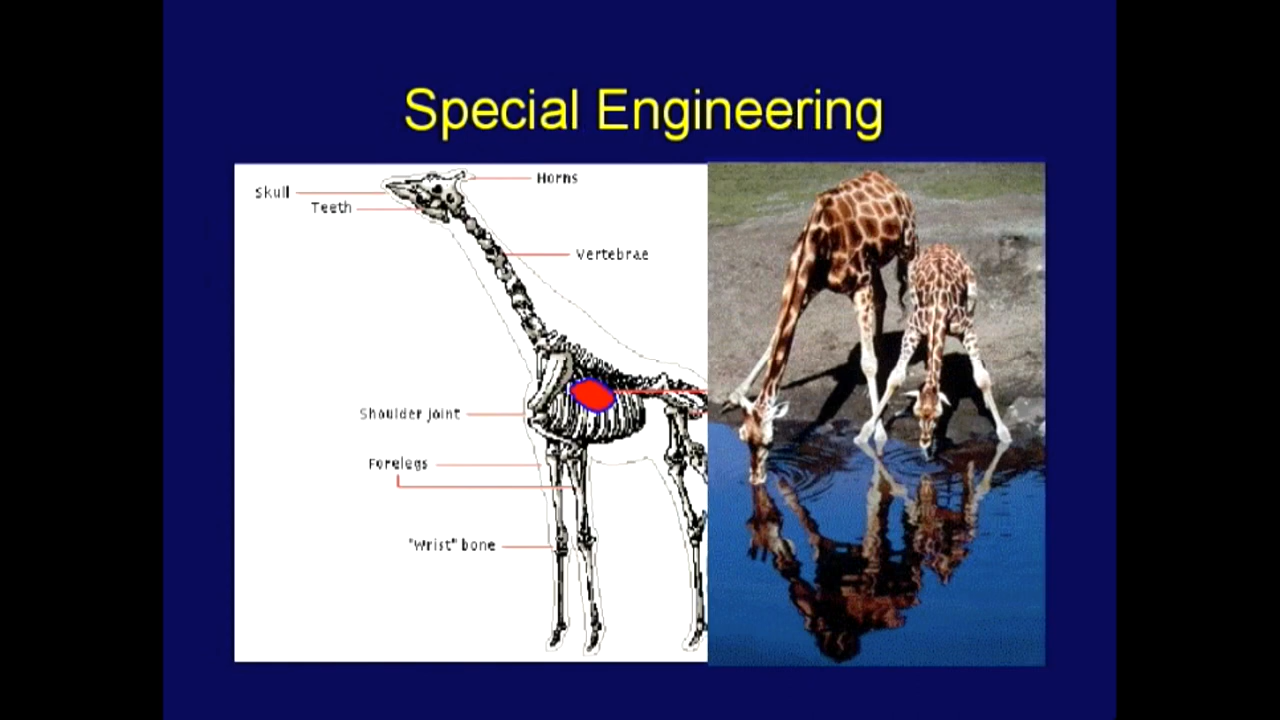 Special Engineering
Horns
Skull
Teeth
Vertebrae
Shoulder joint
Forelegs
"Wrist" bone